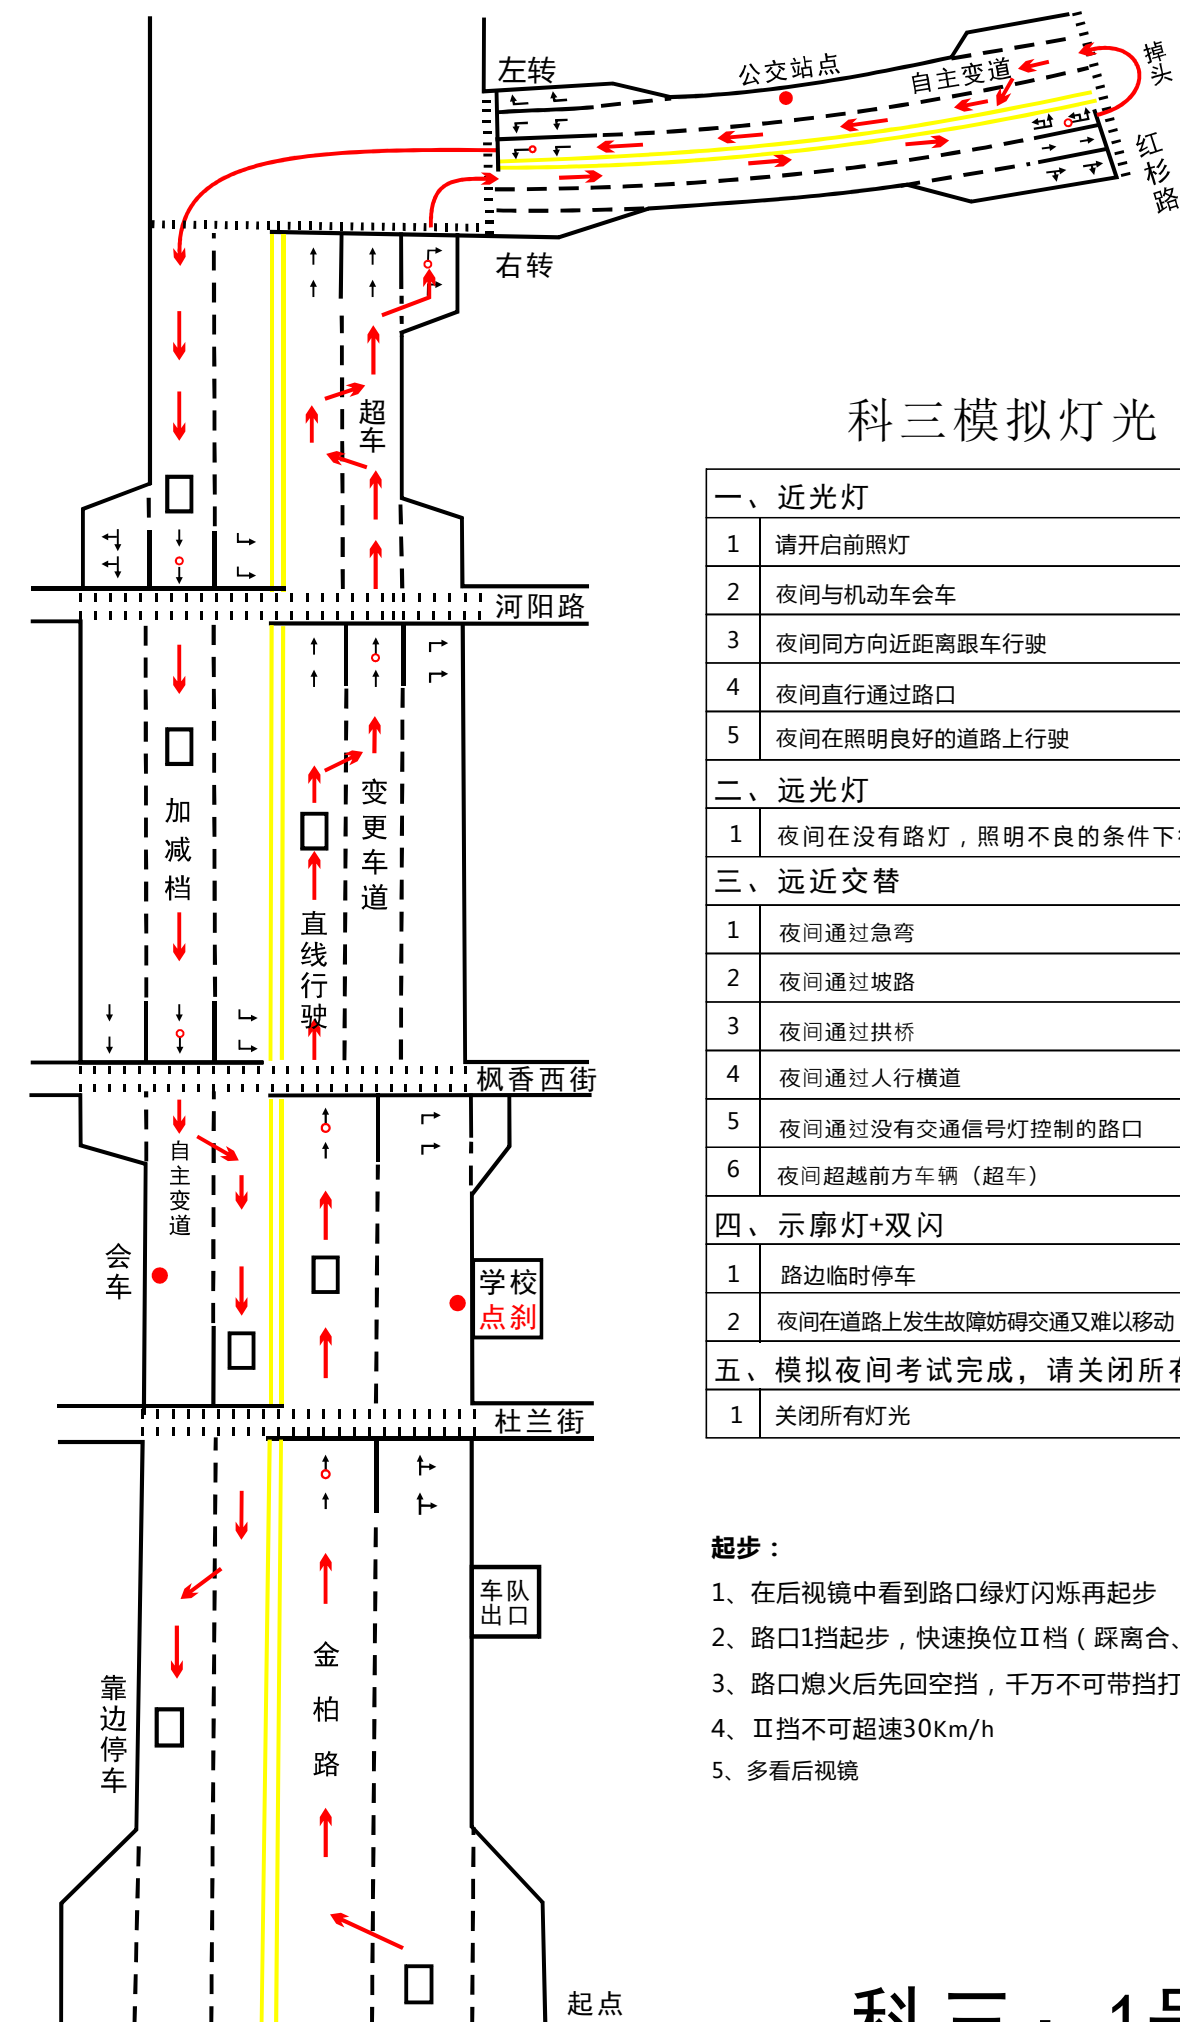 左转
公交站点
自主变道
掉头
红杉路
右转
超车
河阳路
加减档
变更车道
直线行驶
枫香西街
自主变道
会车
学校
点刹
杜兰街
车队
出口
金柏路
靠边停车
起点
科三模拟灯光
一、近光灯
1 请开启前照灯
2 夜间与机动车会车
3 夜间同方向近距离跟车行驶
4 夜间直行通过路口
5 夜间在照明良好的道路上行驶
二、远光灯
1 夜间在没有路灯，照明不良的条件下
三、远近交替
1 夜间通过急弯
2 夜间通过坡路
3 夜间通过拱桥
4 夜间通过人行横道
5 夜间通过没有交通信号灯控制的路口
6 夜间超越前方车辆（超车）
四、示廓灯+双闪
1 路边临时停车
2 夜间在道路上发生故障妨碍交通又难以移动
五、模拟夜间考试完成，请关闭所有
1 关闭所有灯光
起步：
1、在后视镜中看到路口绿灯闪烁再起步
2、路口1挡起步，快速换位Ⅱ档（踩离合、
3、路口熄火后先回空挡，千万不可带挡打
4、Ⅱ挡不可超速30Km/h
5、多看后视镜
科三：1号